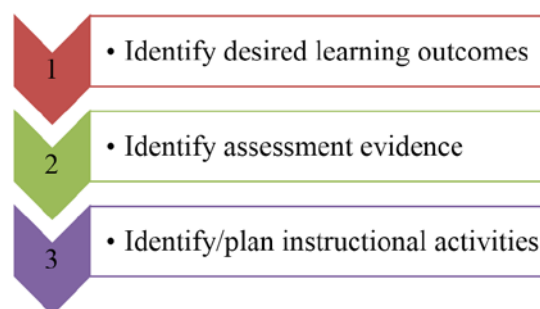 1
• Identify desired learning outcomes
2
• Identify assessment evidence
3
• Identify/plan instructional activities